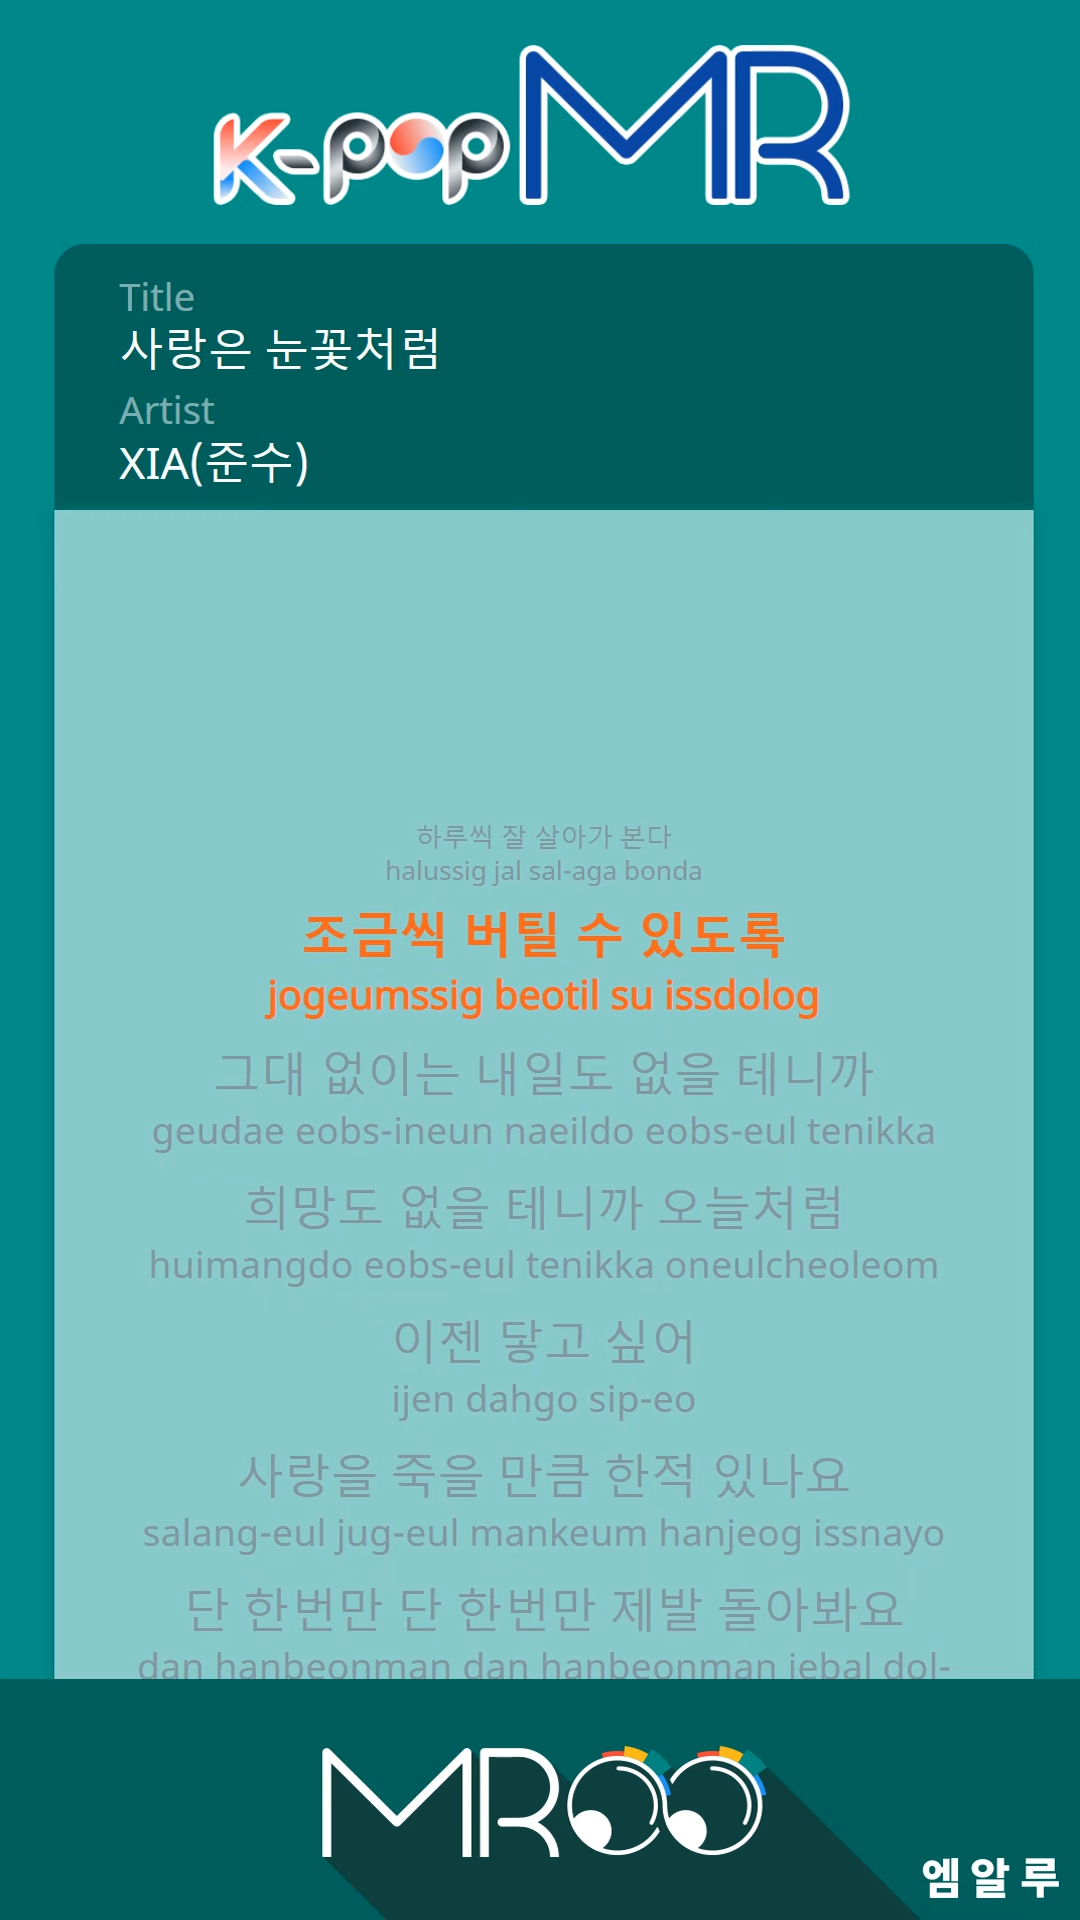 K-pop MR
Title
사랑은 눈꽃처럼
Artist
XIA(준수)
하루씩 잘 살아가 본다
halussig jal sal-aga bonda
조금씩 버틸 수 있도록
jogeumssig beotil su issdolog
그대 없이는 내일도 없을 테니까
geudae eobs-ineun naeildo eobs-eul tenikka
희망도 없을 테니까 오늘처럼
huimangdo eobs-eul tenikka oneulcheoleom
이젠 닿고 싶어
ijen dahgo sip-eo
사랑을 죽을 만큼 한적 있나요
salang-eul jug-eul mankeum hanjeog issnayo
단 한번만 단 한번만 제발 돌아봐요
dan hanbeonman dan hanbeonman jebal dol-
MROO
엠알루